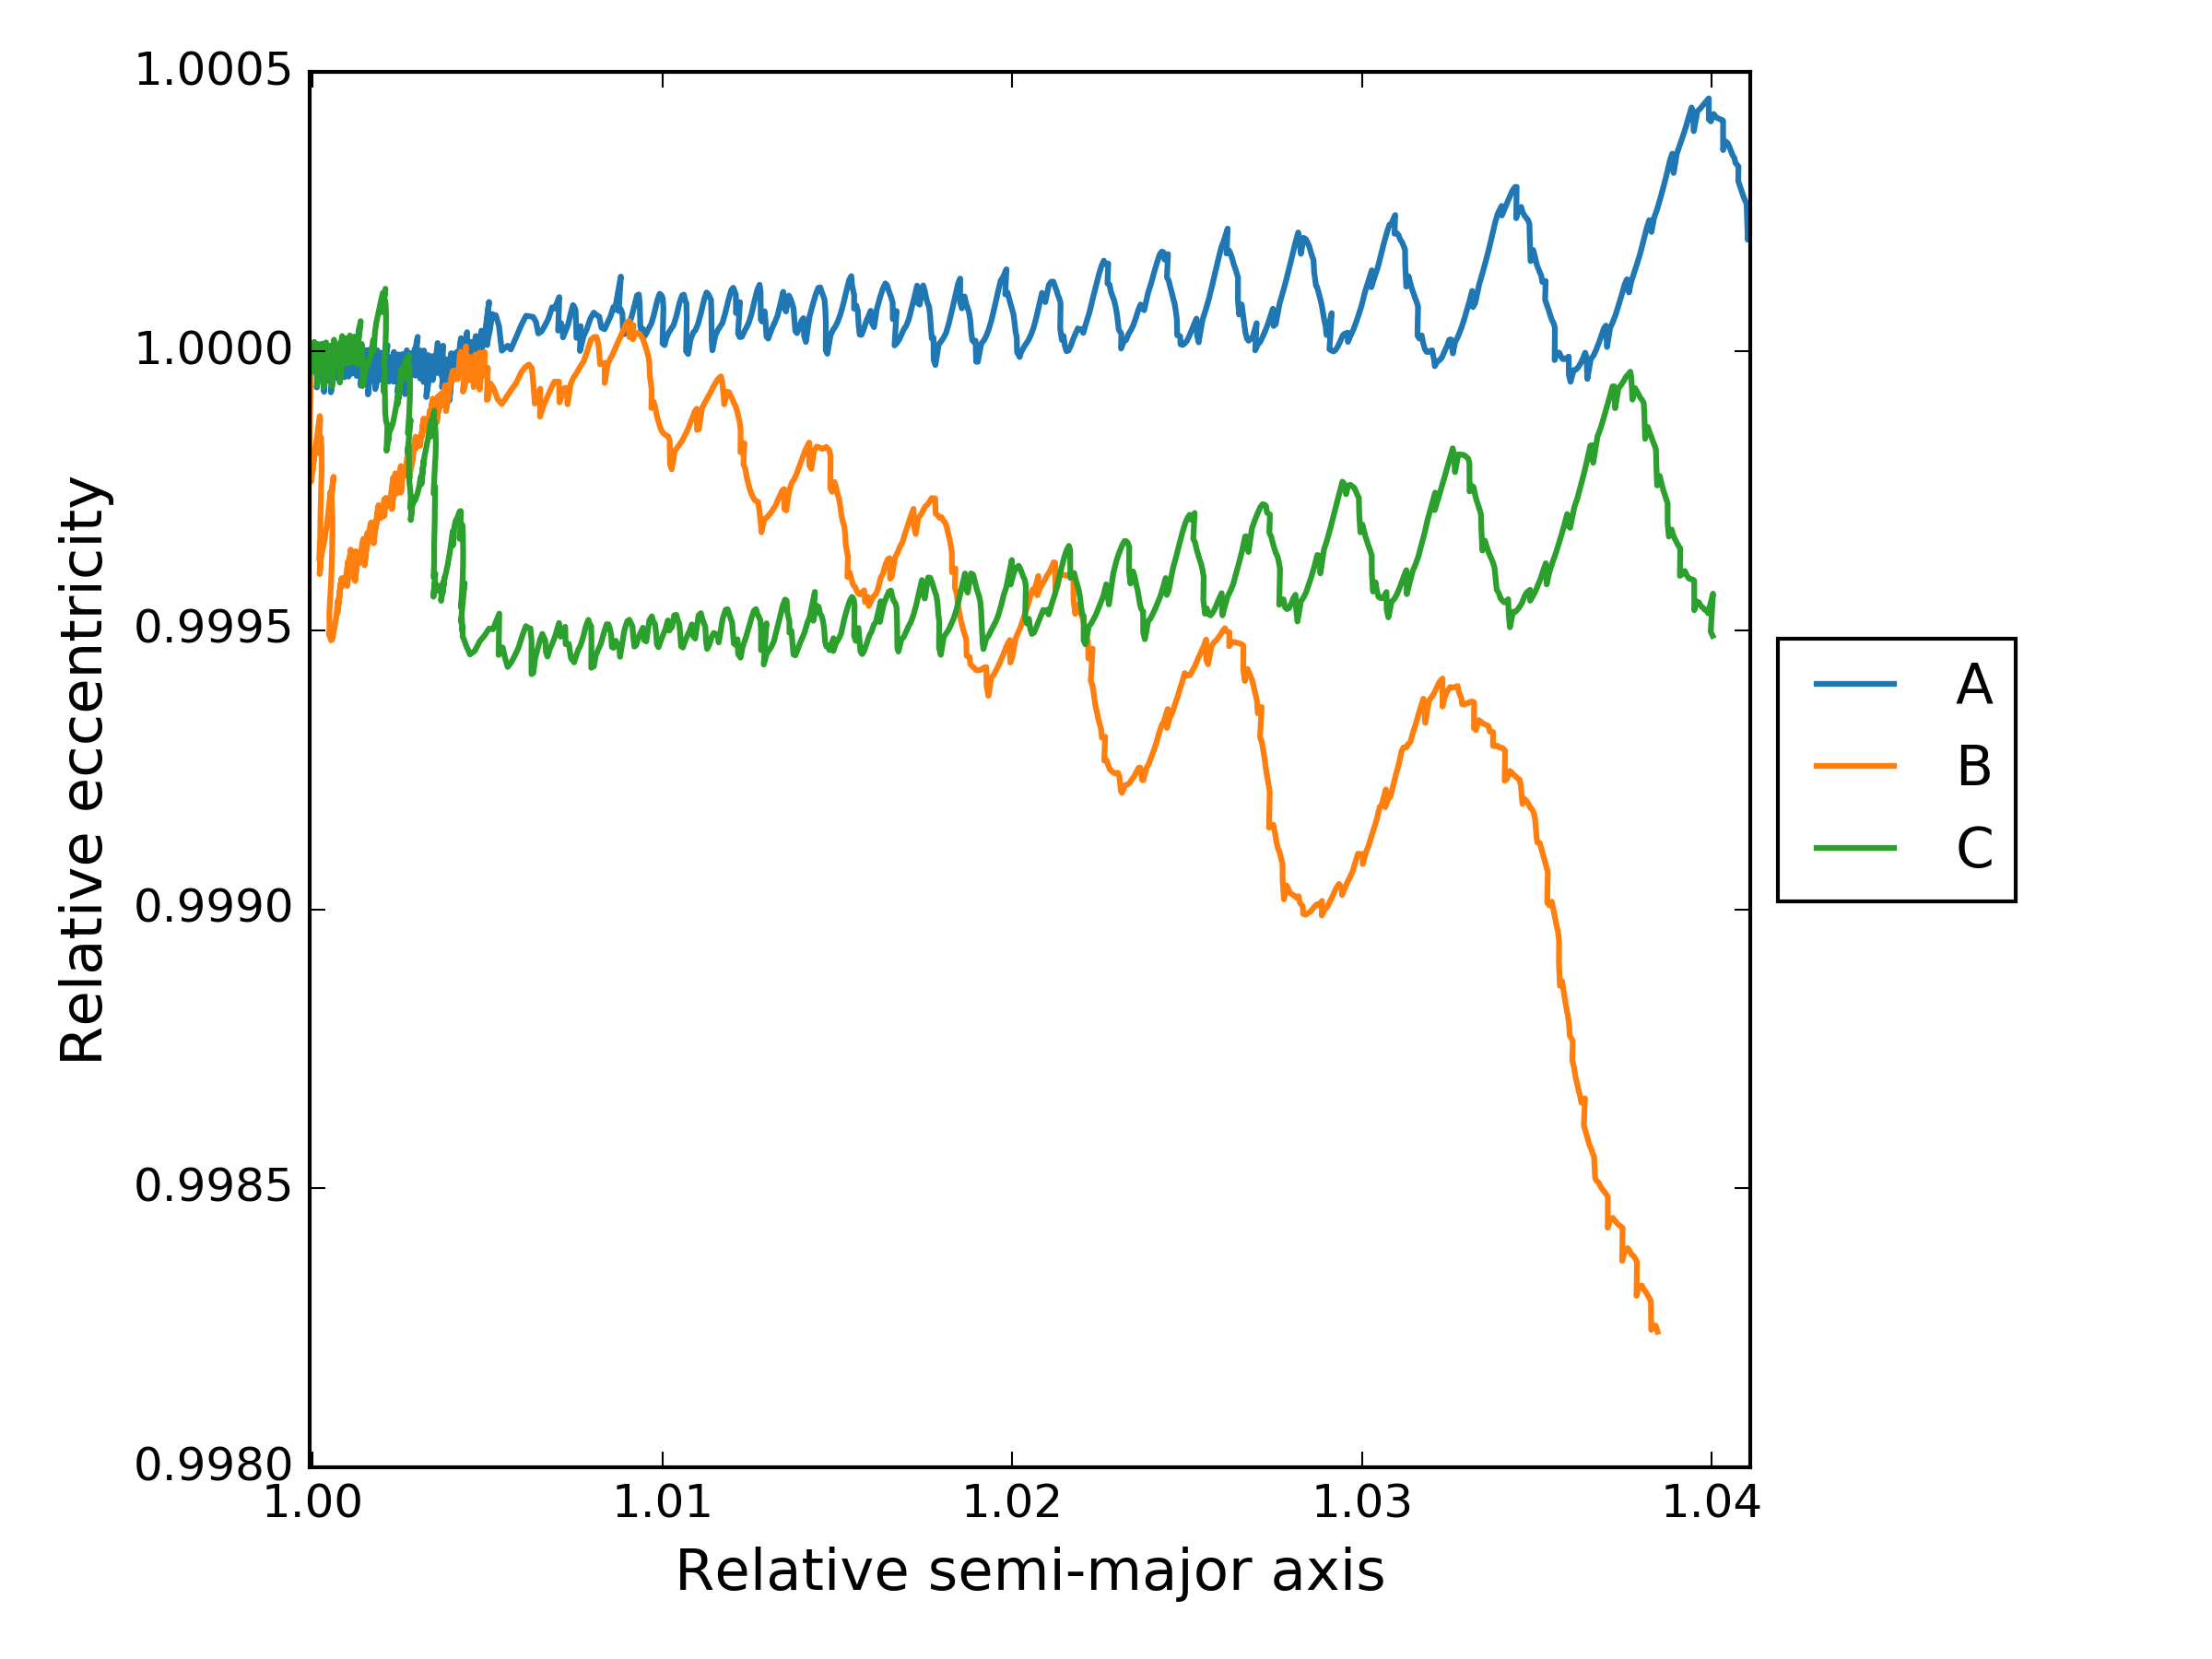 1.0005
1.0000
0.9995
0.9990
0.9985
0.9980
Relative eccentricity
1.00 1.01 1.02 1.03 1.04
Relative semi-major axis
A
B
C